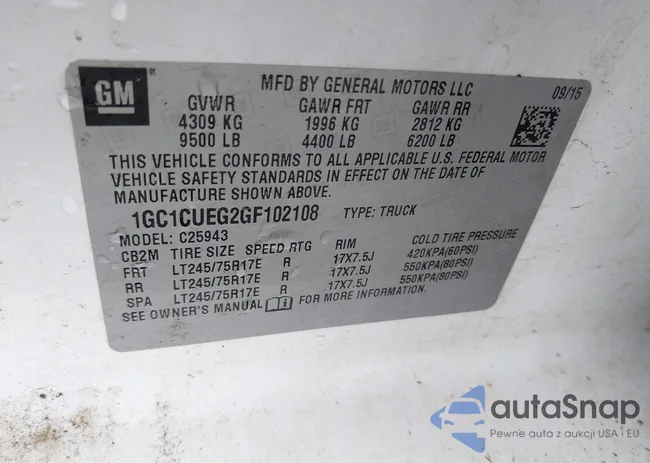 GM ®
MFD BY GENERAL MOTORS LLC 09/15
GVWR GAWR FRT GAWR RR
4309 KG 1996 KG 2812 KG
9500 LB 4400 LB 6200 LB
THIS VEHICLE CONFORMS TO ALL APPLICABLE U.S. FEDERAL MOTOR
VEHICLE SAFETY STANDARDS IN EFFECT ON THE DATE OF
MANUFACTURE SHOWN ABOVE.
1GC1CUEG2GF102108 TYPE: TRUCK
MODEL: C25943
CB2M TIRE SIZE SPEED RTG RIM COLD TIRE PRESSURE
FRT LT245/75R17E R 17X7.5J 420KPA(60PSI)
RR LT245/75R17E R 17X7.5J 550KPA(80PSI)
SPA LT245/75R17E R 17X7.5J 550KPA(80PSI)
SEE OWNER'S MANUAL FOR MORE INFORMATION.
autaSnap
Pewne auta z aukcji USA i EU